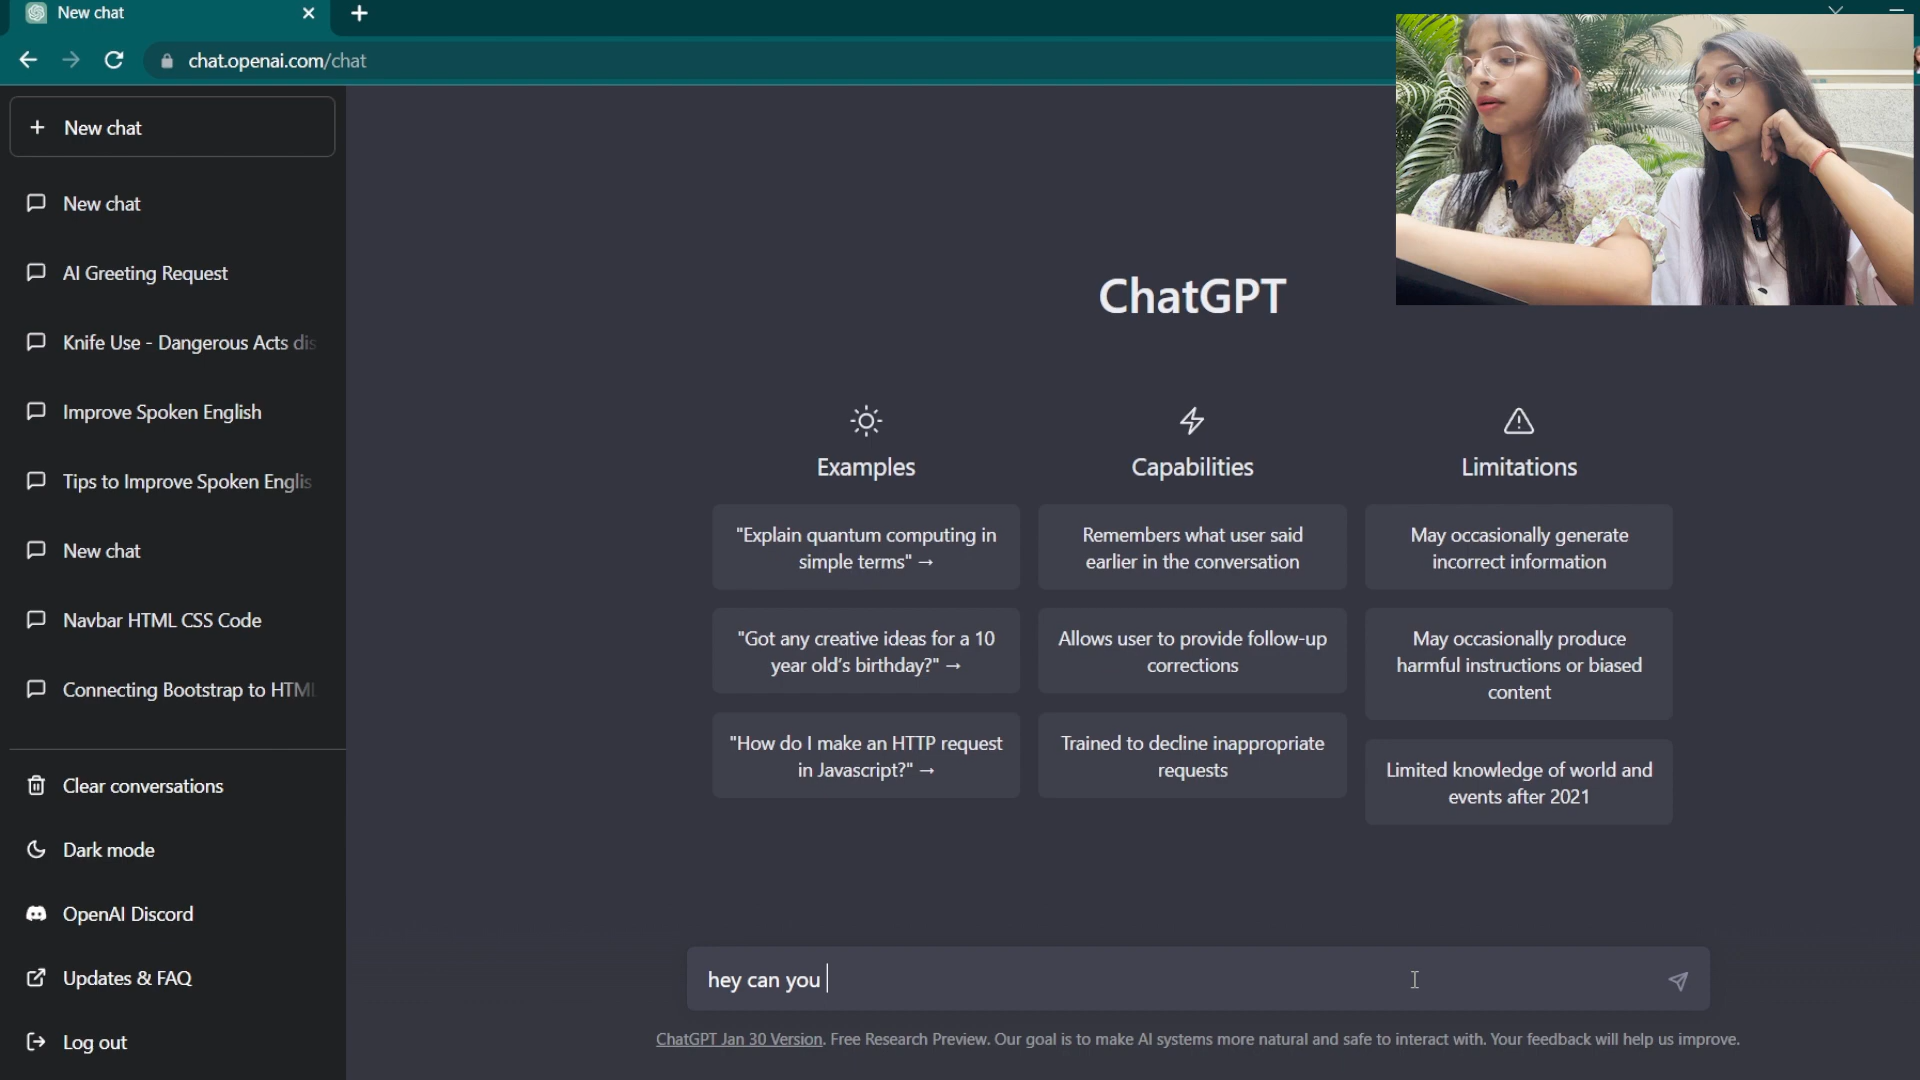 New chat
chat.openai.com/chat
New chat
New chat
AI Greeting Request
Knife Use - Dangerous Acts dis
Improve Spoken English
Tips to Improve Spoken Englis
New chat
Navbar HTML CSS Code
Connecting Bootstrap to HTML
Clear conversations
Dark mode
OpenAI Discord
Updates & FAQ
Log out
ChatGPT
Examples
"Explain quantum computing in
simple terms" →
"Got any creative ideas for a 10
year old's birthday?" →
"How do I make an HTTP request
in Javascript?" →
Capabilities
Remembers what user said
earlier in the conversation
Allows user to provide follow-up
corrections
Trained to decline inappropriate
requests
Limitations
May occasionally generate
incorrect information
May occasionally produce
harmful instructions or biased
content
Limited knowledge of world and
events after 2021
hey can you
ChatGPT Jan 30 Version. Free Research Preview. Our goal is to make AI systems more natural and safe to interact with. Your feedback will help us improve.